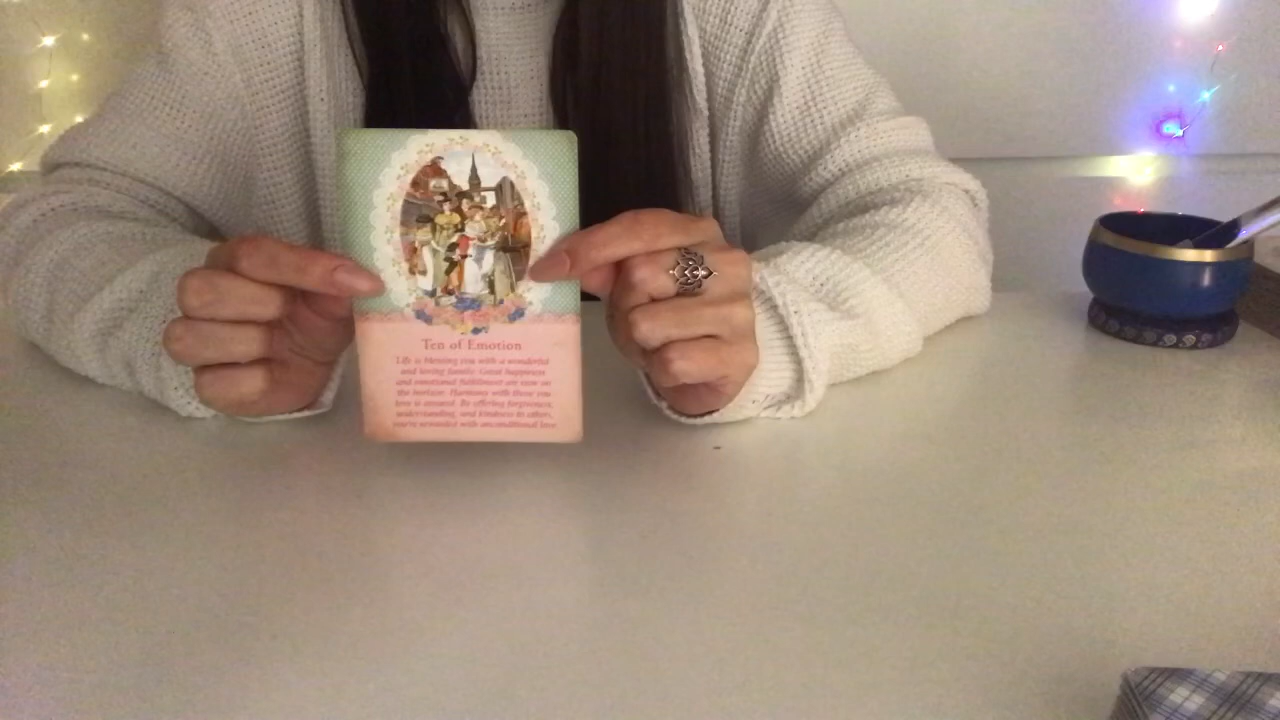 Ten of Emotion
Life is blessing you with a wonderful
and loving family. Great happiness
and emotional fulfillment are now on
the horizon. Harmony with those you
love is assured. By offering forgiveness,
understanding, and kindness to others,
you're rewarded with unconditional love